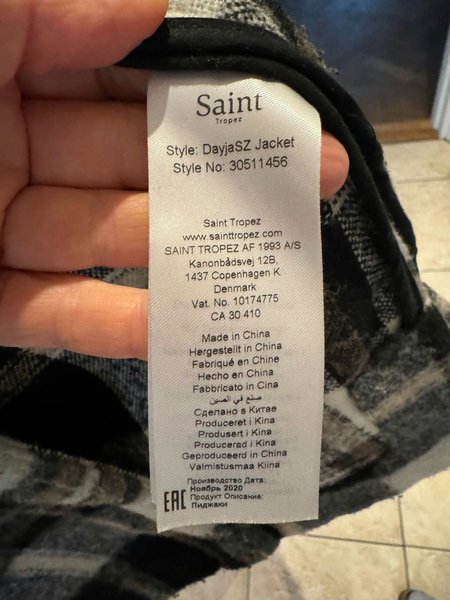 Saint
Tropez
Style: DayjaSZ Jacket
Style No: 30511456
Saint Tropez
www.sainttropez.com
SAINT TROPEZ AF 1993 A/S
Kanonbådsvej 12B,
1437 Copenhagen K.
Denmark
Vat. No. 10174775
CA 30 410
Made in China
Hergestellt in China
Fabriqué en Chine
Hecho en China
Fabbricato in Cina
صنع في الصين
Сделано в Китае
Produceret i Kina
Produsert i Kina
Producerad i Kina
Geproduceerd in China
Valmistusmaa Kiina
Производство Дата:
Ноябрь 2020
EAC Продукт Описание:
Пиджаки